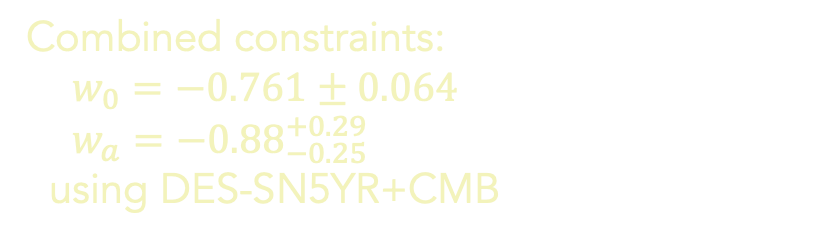 Combined constraints:
w₀ = −0.761 ± 0.064
wₐ = −0.88⁺⁰·²⁹₋₀.₂₅
using DES-SN5YR+CMB